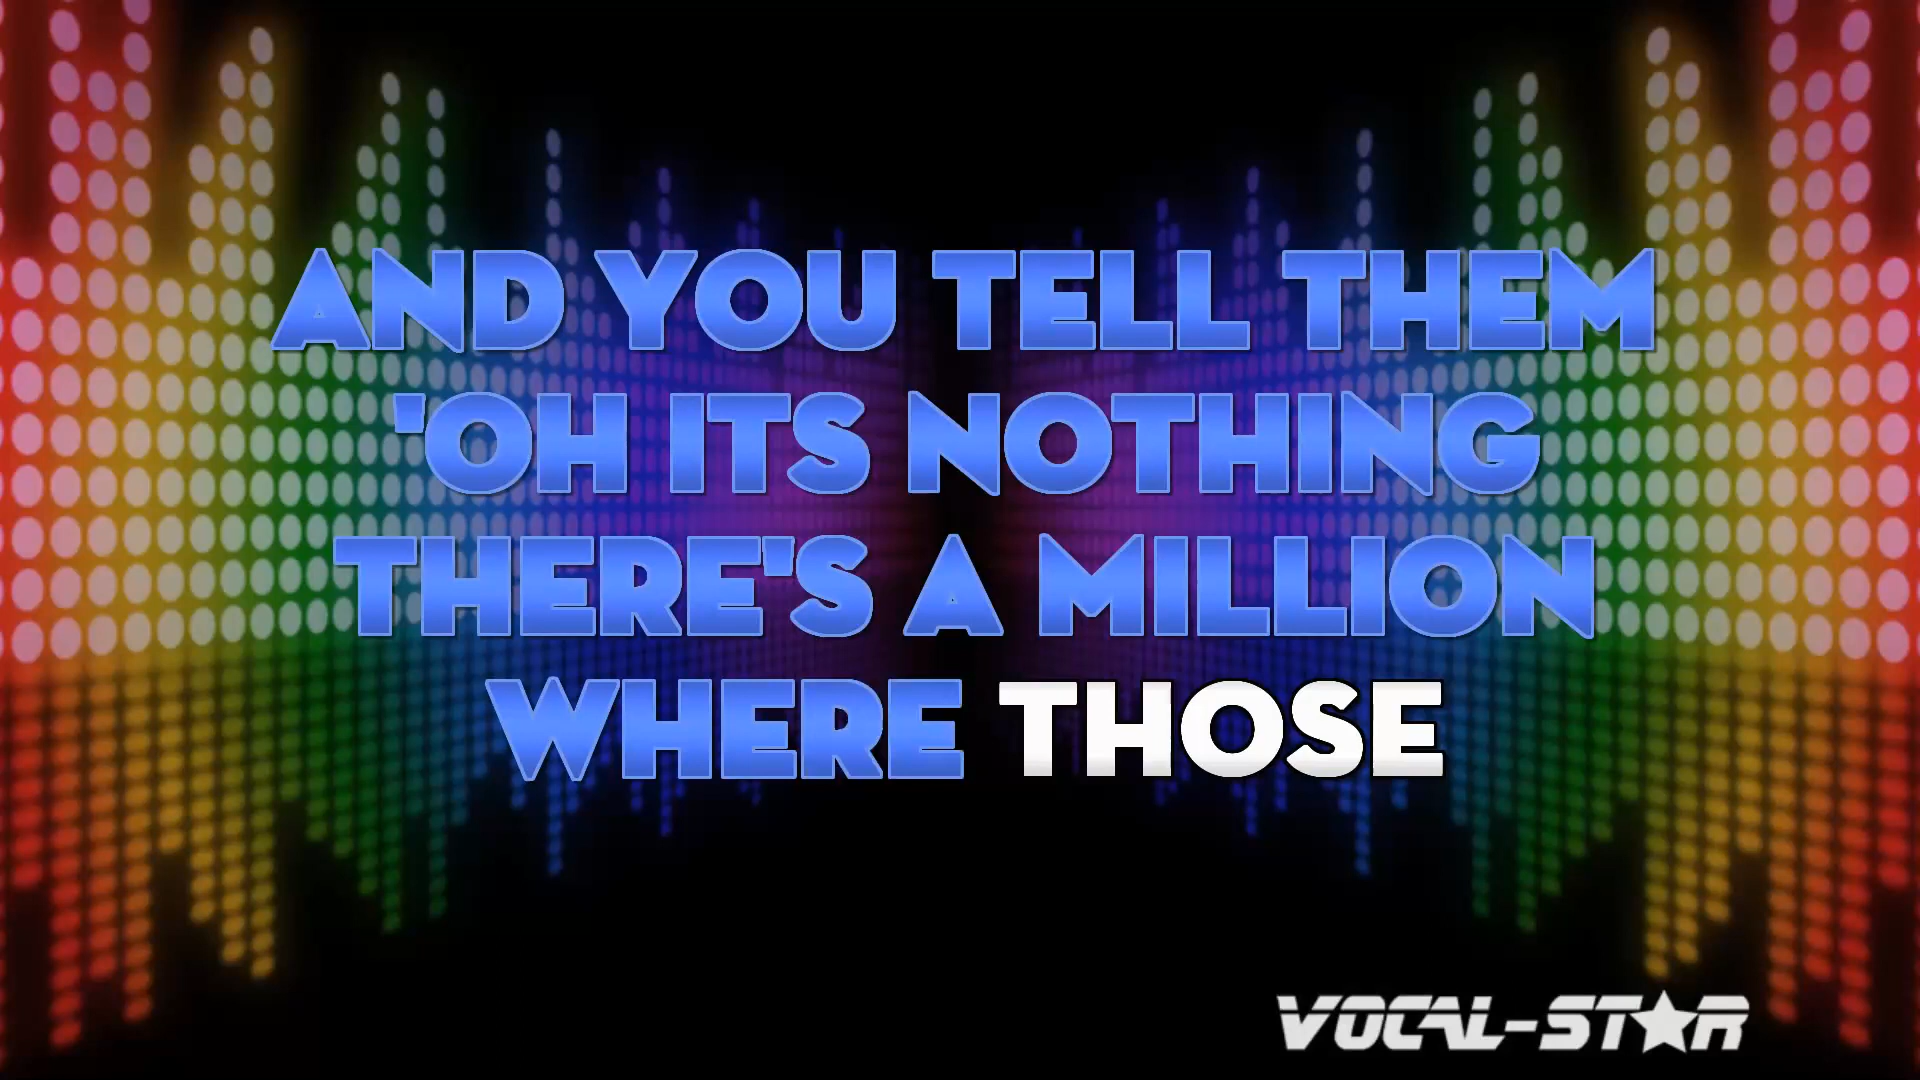 AND YOU TELL THEM
'OH ITS NOTHING
THERE'S A MILLION
WHERE THOSE
VOCAL-STAR